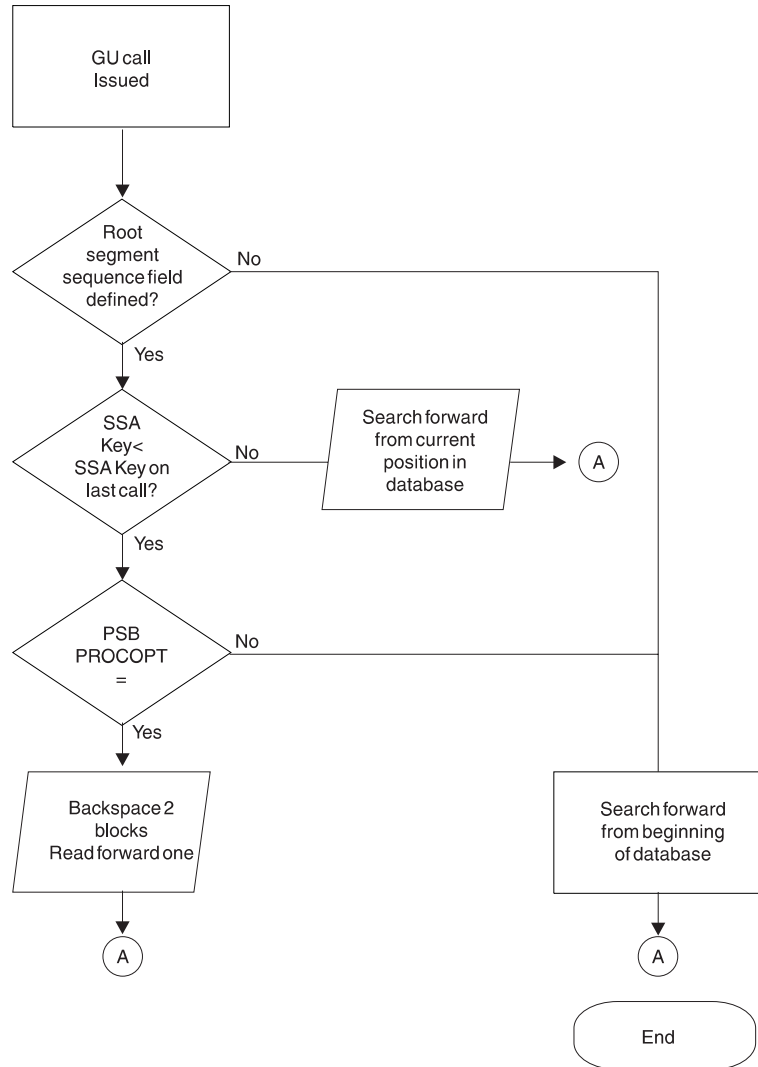 GU call
Issued
Root
segment
sequence field
defined?
No
Yes
SSA
Key<
SSA Key on
last call?
No
Search forward
from current
position in
database
A
Yes
PSB
PROCOPT
=
No
Yes
Backspace 2
blocks
Read forward one
Search forward
from beginning
of database
A
A
End